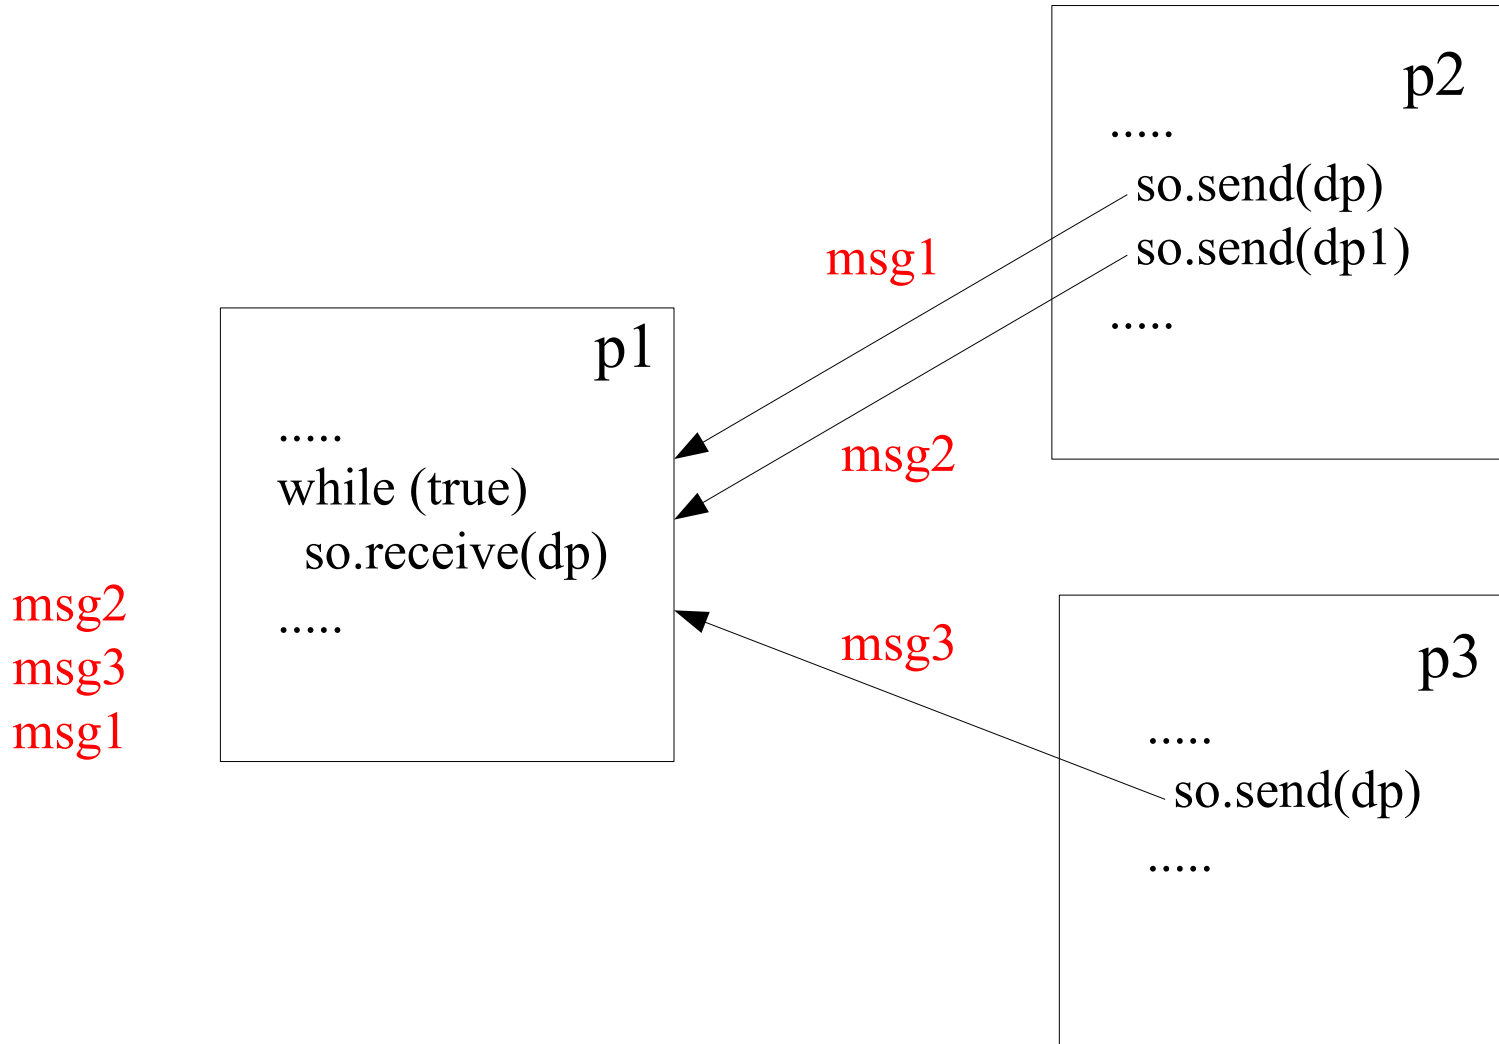 p2
.....
so.send(dp)
so.send(dp1)
.....
msg1
msg2
p1
.....
while (true)
so.receive(dp)
.....
msg2
msg3
msg1
msg3
p3
.....
so.send(dp)
.....